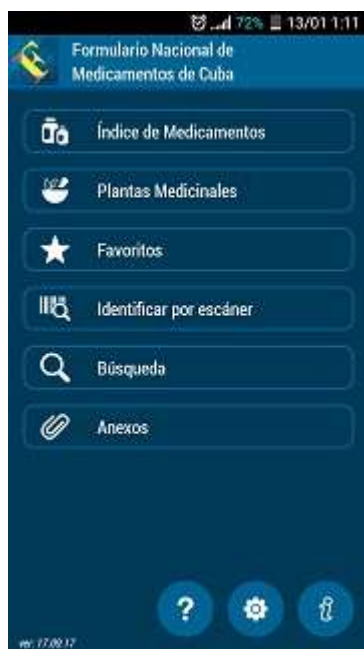 72% 13/01 1:11
Formulario Nacional de
Medicamentos de Cuba
Índice de Medicamentos
Plantas Medicinales
Favoritos
Identificar por escáner
Búsqueda
Anexos
?
i
ver: 17.09.17